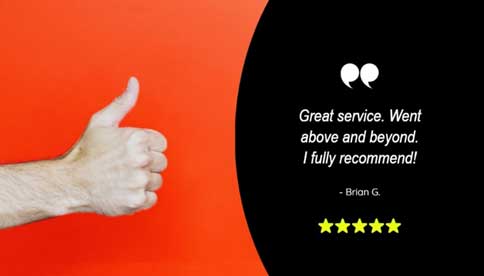 Great service. Went
above and beyond.
I fully recommend!
- Brian G.